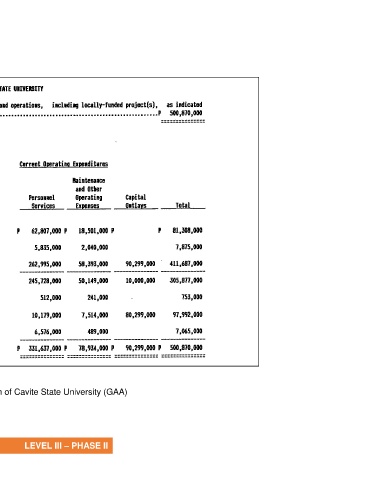 TATE UNIVERSITY
and operations, including locally-funded project(s), as indicated
P 500,870,000
Current Operating Expenditures
Personnel Services Maintenance and Other Operating Expenses Capital Outlays Total
P 62,807,000 P 18,501,000 P P 81,308,000
5,835,000 2,040,000 7,875,000
262,995,000 58,393,000 90,299,000 411,687,000
245,728,000 50,149,000 10,000,000 305,877,000
512,000 241,000 753,000
10,179,000 7,514,000 80,299,000 97,992,000
6,576,000 489,000 7,065,000
P 331,637,000 P 78,934,000 P 90,299,000 P 500,870,000
n of Cavite State University (GAA)
LEVEL III – PHASE II